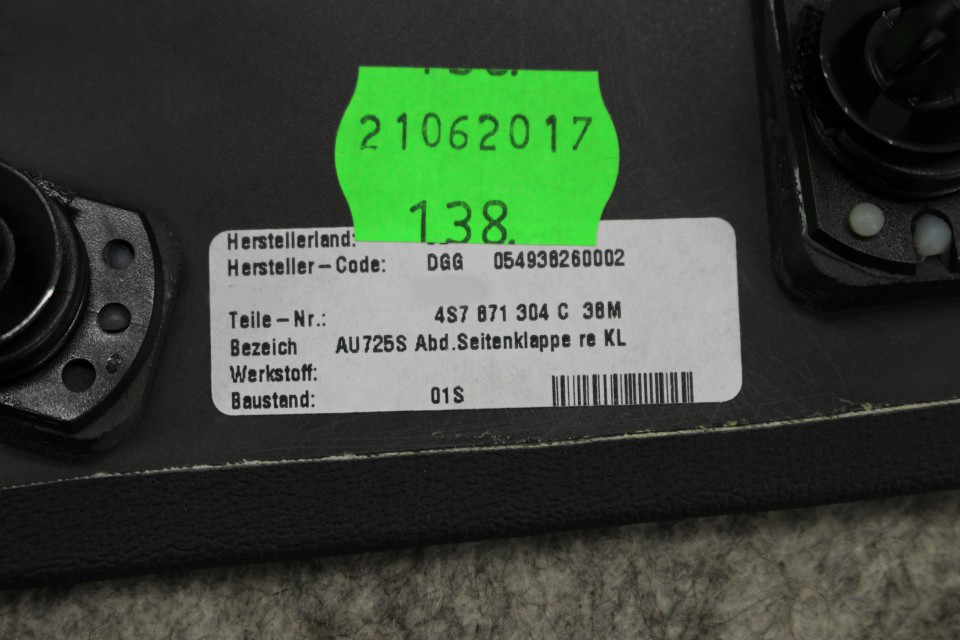 21062017
138.
Herstellerland:
Hersteller-Code: DGG 054938260002
Teile-Nr.: 4S7 871 304 C 38M
Bezeich AU725S Abd.Seitenklappe re KL
Werkstoff:
Baustand: 01S